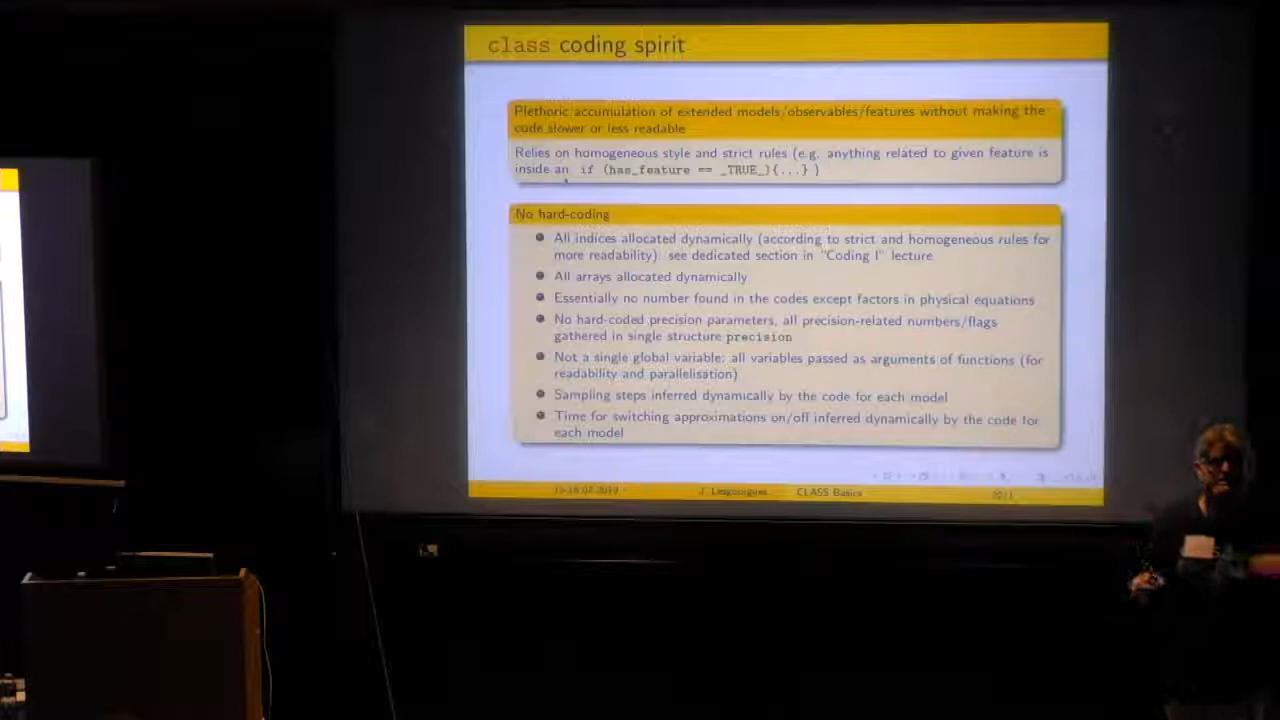 class coding spirit
Plethoric accumulation of extended models/observables/features without making the
code slower or less readable
Relies on homogeneous style and strict rules (e.g. anything related to given feature is
inside an if (has_feature == _TRUE_){...} )
No hard-coding
All indices allocated dynamically (according to strict and homogeneous rules for
more readability): see dedicated section in "Coding I" lecture
All arrays allocated dynamically
Essentially no number found in the codes except factors in physical equations
No hard-coded precision parameters, all precision-related numbers/flags
gathered in single structure precision
Not a single global variable: all variables passed as arguments of functions (for
readability and parallelisation)
Sampling steps inferred dynamically by the code for each model
Time for switching approximations on/off inferred dynamically by the code for
each model
J. Lesgourgues CLASS Basics